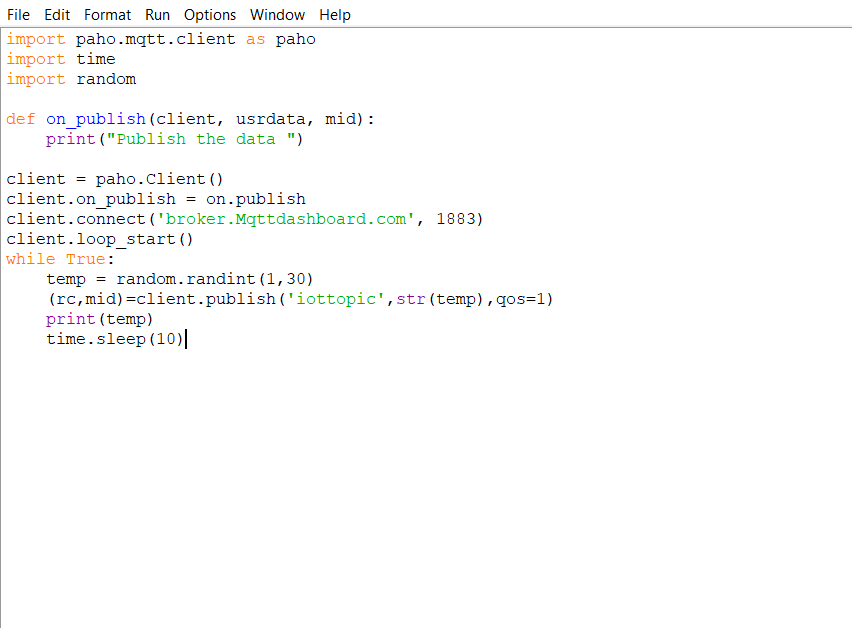 File Edit Format Run Options Window Help
import paho.mqtt.client as paho
import time
import random
def on_publish(client, usrdata, mid):
    print("Publish the data ")
client = paho.Client()
client.on_publish = on.publish
client.connect('broker.Mqttdashboard.com', 1883)
client.loop_start()
while True:
    temp = random.randint(1,30)
    (rc,mid)=client.publish('iottopic',str(temp),qos=1)
    print(temp)
    time.sleep(10)